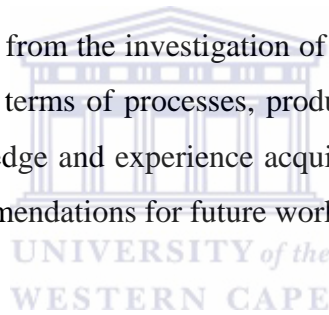 from the investigation of
terms of processes, produ
edge and experience acqui
mendations for future work
UNIVERSITY of the
WESTERN CAPE